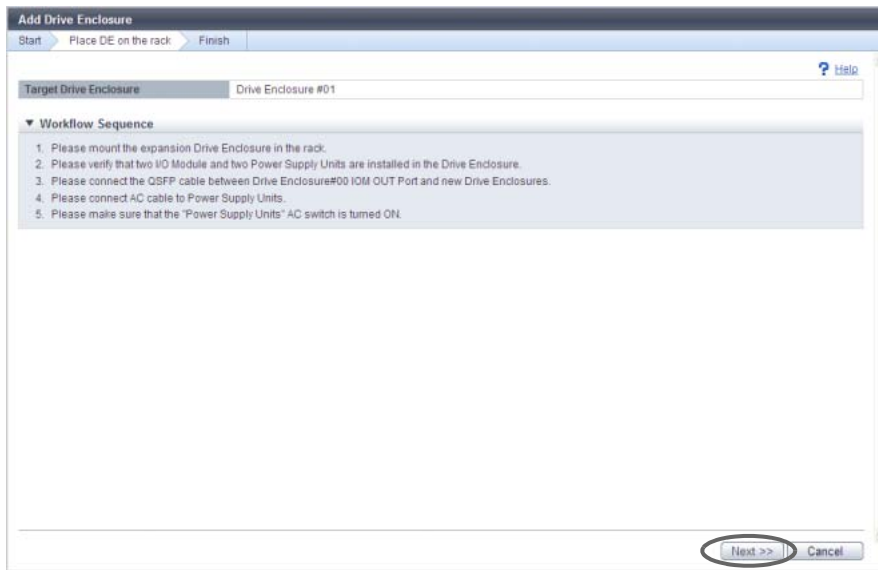 Add Drive Enclosure
Start Place DE on the rack Finish
? Help
Target Drive Enclosure Drive Enclosure #01
▼ Workflow Sequence
1. Please mount the expansion Drive Enclosure in the rack.
2. Please verify that two I/O Module and two Power Supply Units are installed in the Drive Enclosure.
3. Please connect the QSFP cable between Drive Enclosure#00 IOM OUT Port and new Drive Enclosures.
4. Please connect AC cable to Power Supply Units.
5. Please make sure that the "Power Supply Units" AC switch is turned ON.
Next >> Cancel